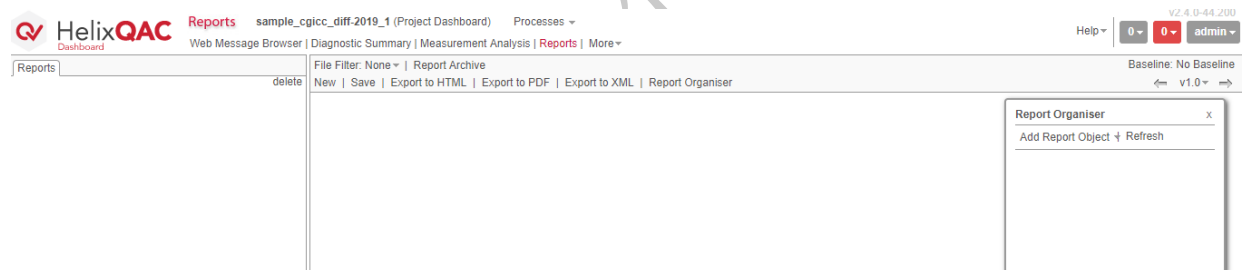 v2.4.0-44.200
HelixQAC
Dashboard
Reports sample_cgicc_diff-2019_1 (Project Dashboard) Processes
Help 0 0 admin
Web Message Browser | Diagnostic Summary | Measurement Analysis | Reports | More
Reports
delete
File Filter: None | Report Archive
Baseline: No Baseline
New | Save | Export to HTML | Export to PDF | Export to XML | Report Organiser
v1.0
Report Organiser x
Add Report Object Refresh